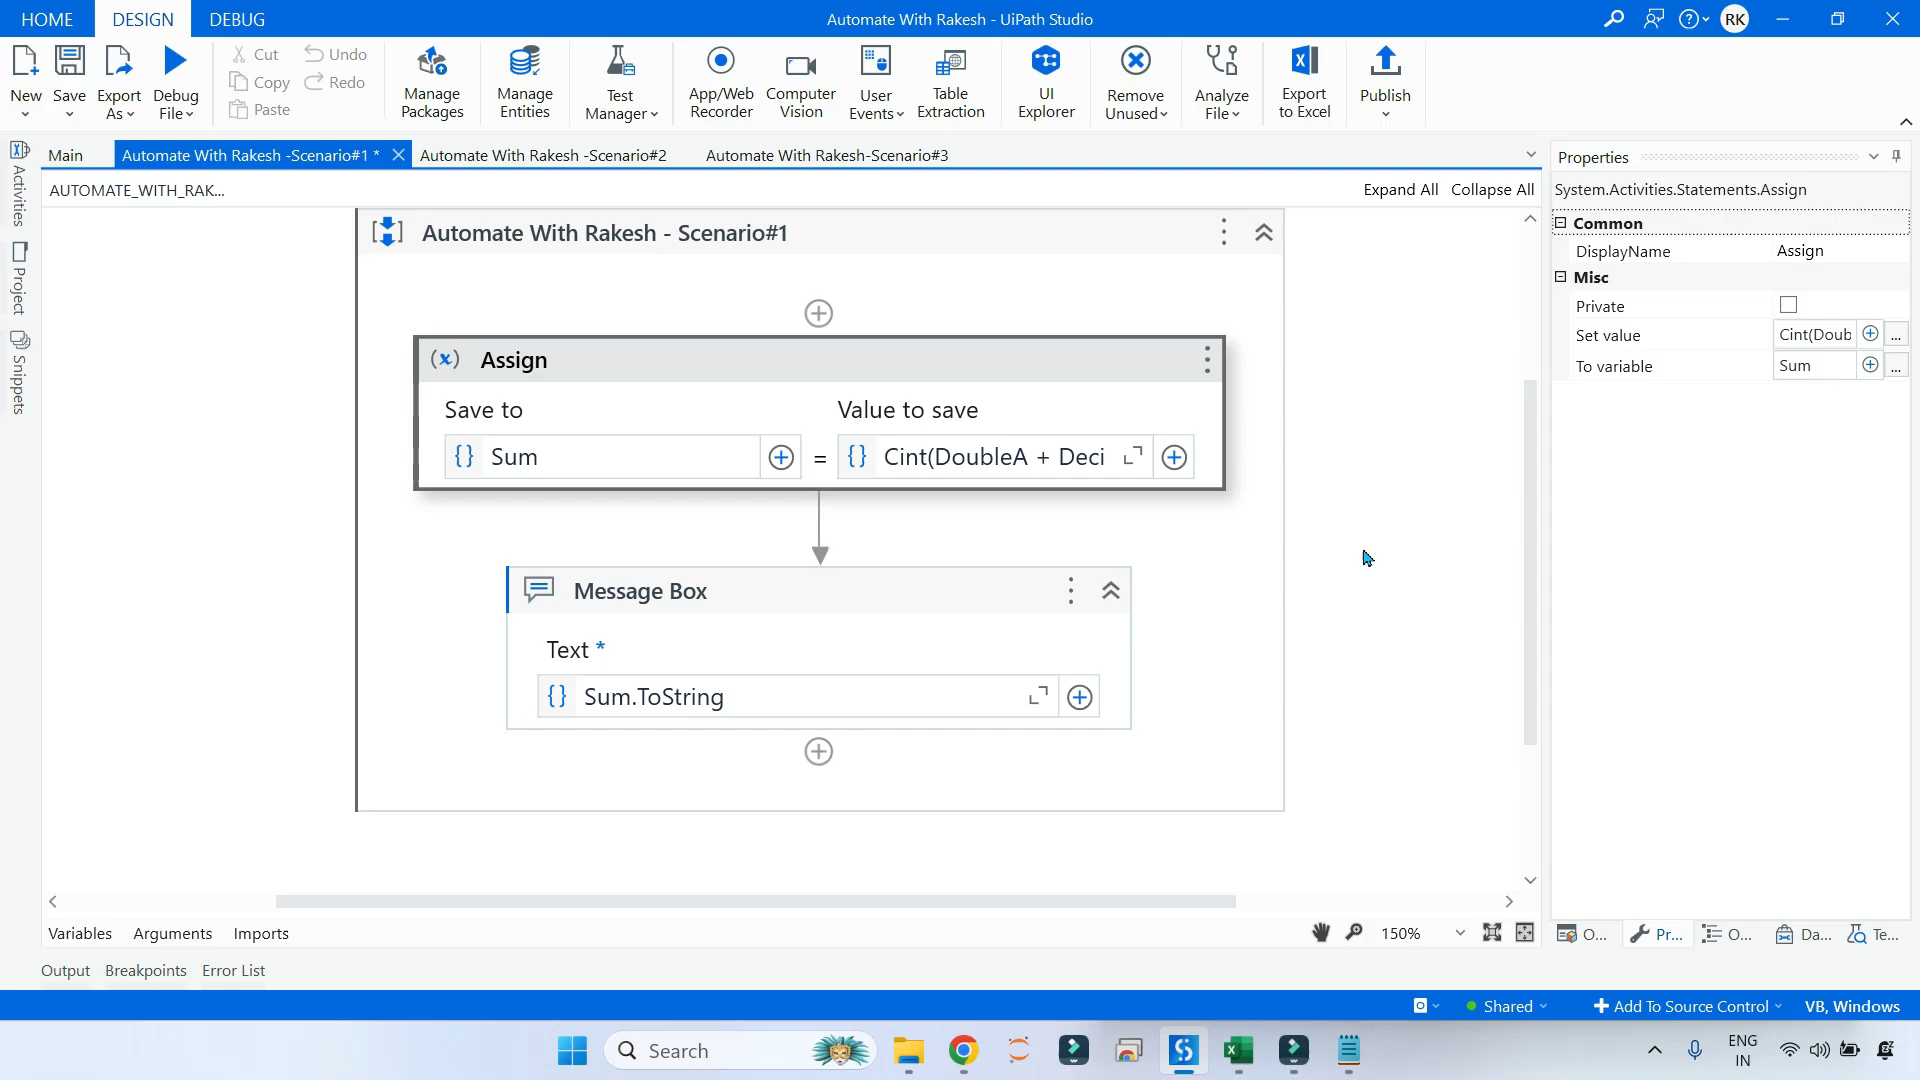 HOME DESIGN DEBUG
Automate With Rakesh - UiPath Studio
RK
New
Save
Export As
Debug File
Cut
Copy
Paste
Undo
Redo
Manage Packages
Manage Entities
Test Manager
App/Web Recorder
Computer Vision
User Events
Table Extraction
UI Explorer
Remove Unused
Analyze File
Export to Excel
Publish
Main
Automate With Rakesh -Scenario#1 *
Automate With Rakesh -Scenario#2
Automate With Rakesh-Scenario#3
AUTOMATE_WITH_RAK...
Expand All Collapse All
Activities
Project
Snippets
Automate With Rakesh - Scenario#1
Assign
Save to
Value to save
Sum
=
Cint(DoubleA + Deci
Message Box
Text *
Sum.ToString
Properties
System.Activities.Statements.Assign
Common
DisplayName Assign
Misc
Private
Set value Cint(Doub ...
To variable Sum ...
Variables Arguments Imports
150%
O... Pr... O... Da... Te...
Output Breakpoints Error List
Shared
Add To Source Control
VB, Windows
Search
ENG
IN